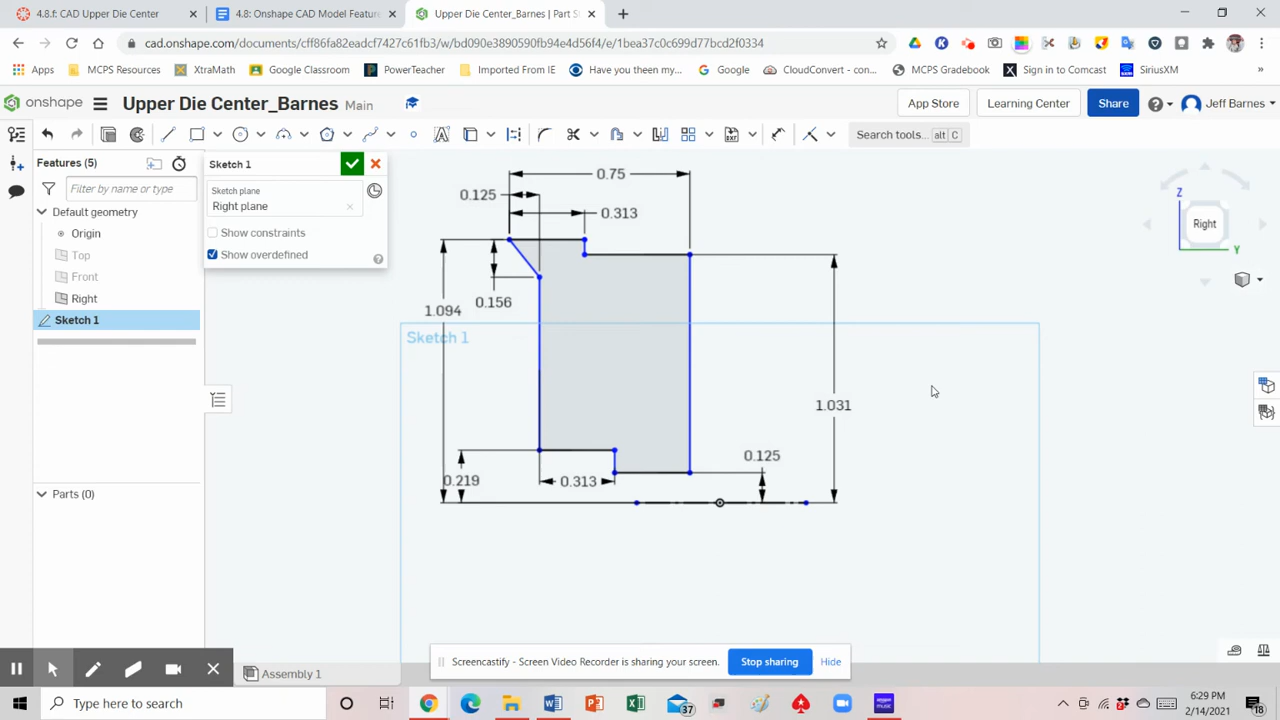 4.8.f: CAD Upper Die Center
4.8: Onshape CAD Model Feature
Upper Die Center_Barnes | Part S
cad.onshape.com/documents/cff86fa82eadcf7427c61fb3/w/bd090e3890590fb94e4d56f4/e/1bea37c0c699d77bcd2f0334
Apps
MCPS Resources
XtraMath
Google Classroom
PowerTeacher
Imported From IE
Have you theen my...
Google
CloudConvert - con...
MCPS Gradebook
Sign in to Comcast
SiriusXM
onshape
Upper Die Center_Barnes
Main
App Store
Learning Center
Share
Jeff Barnes
Search tools...
alt C
Features (5)
Filter by name or type
Default geometry
Origin
Top
Front
Right
Sketch 1
Parts (0)
Sketch 1
Sketch plane
Right plane
Show constraints
Show overdefined
0.75
0.125
0.313
0.156
1.094
Sketch 1
1.031
0.125
0.219
0.313
Z
Right
Y
Screencastify - Screen Video Recorder is sharing your screen.
Stop sharing
Hide
Assembly 1
Type here to search
37
6:29 PM
2/14/2021
18